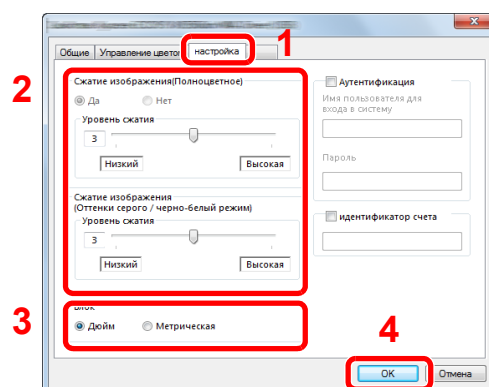 1
Общие Управление цветом настройка
2
Сжатие изображения(Полноцветное)
Да Нет
Уровень сжатия
3
Низкий Высокая
Сжатие изображения
(Оттенки серого / черно-белый режим)
Уровень сжатия
3
Низкий Высокая
Аутентификация
Имя пользователя для
входа в систему
Пароль
идентификатор счета
3
Блок
Дюйм Метрическая
4
OK Отмена